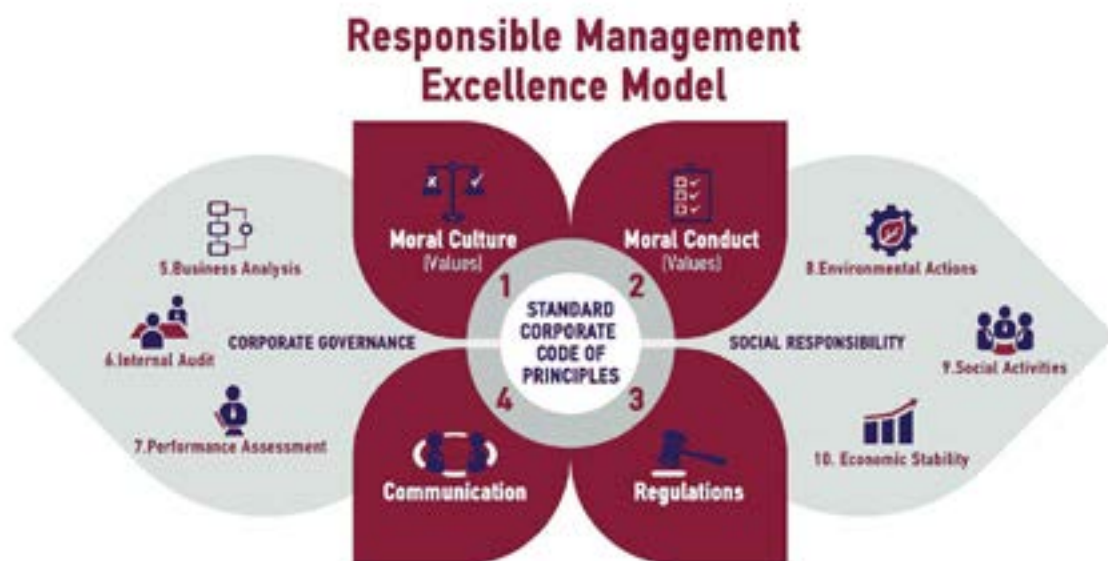 Responsible Management
Excellence Model
Moral Culture
(Values)
Moral Conduct
(Values)
1
2
3
4
STANDARD
CORPORATE
CODE OF
PRINCIPLES
Communication
Regulations
CORPORATE GOVERNANCE
5.Business Analysis
6.Internal Audit
7.Performance Assessment
SOCIAL RESPONSIBILITY
8.Environmental Actions
9.Social Activities
10. Economic Stability